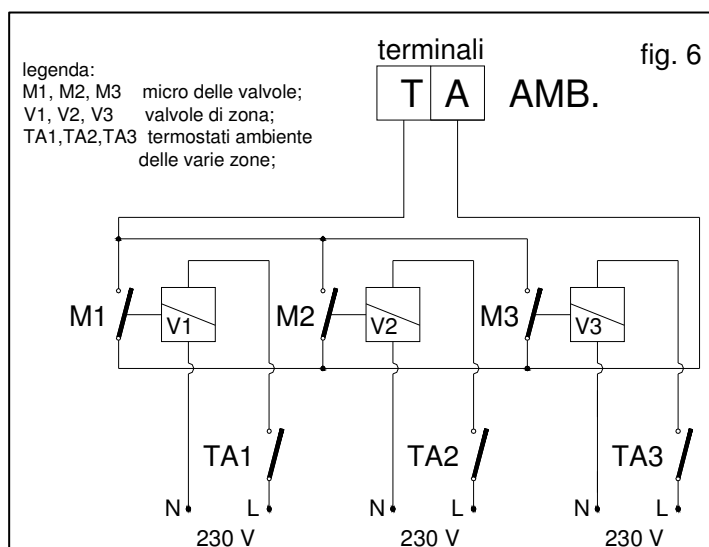 terminali
fig. 6
legenda:
M1, M2, M3 micro delle valvole;
V1, V2, V3 valvole di zona;
TA1,TA2,TA3 termostati ambiente
delle varie zone;
T A AMB.
M1 V1 M2 V2 M3 V3
TA1 TA2 TA3
N L N L N L
230 V 230 V 230 V